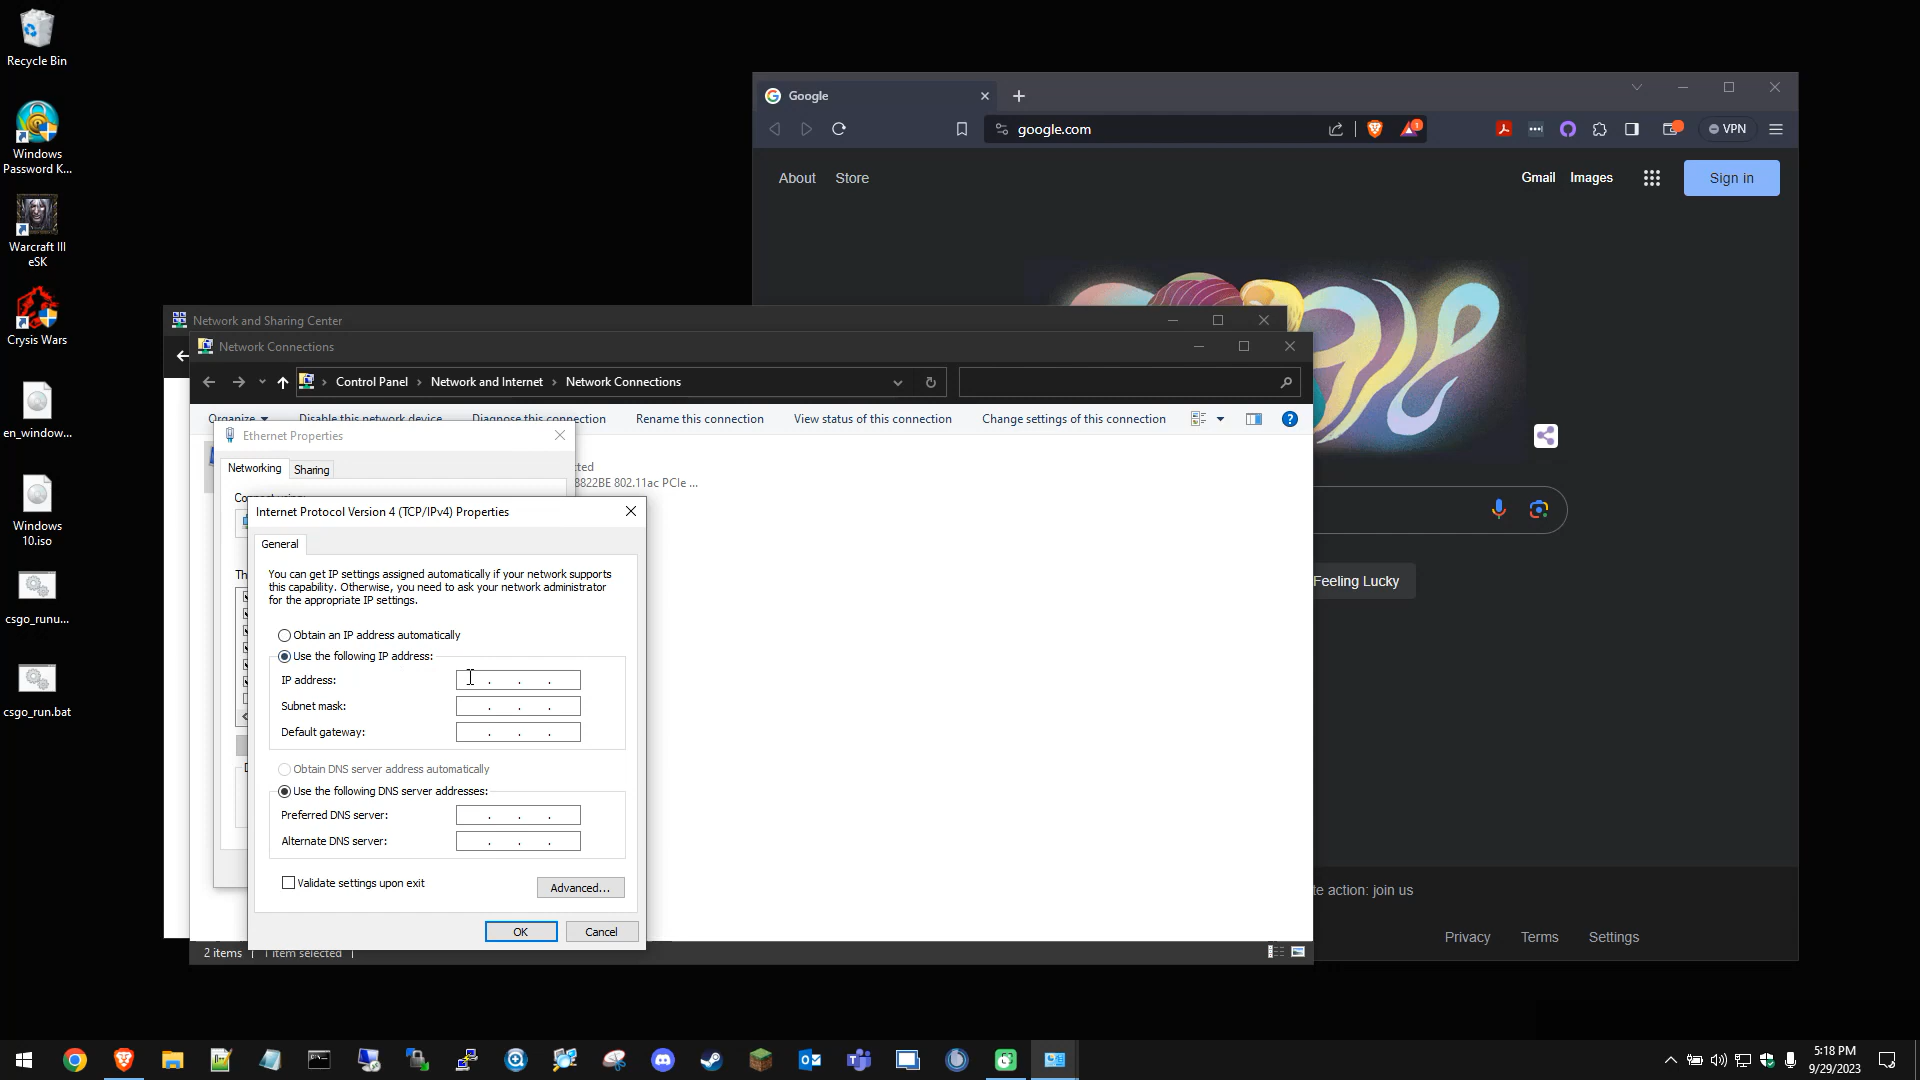 Recycle Bin
Windows
Password K...
Warcraft III
eSK
Crysis Wars
en_window...
Windows
10.iso
csgo_runu...
csgo_run.bat
Google
google.com
1
VPN
About
Store
Gmail
Images
Sign in
Network and Sharing Center
Network Connections
Control Panel
Network and Internet
Network Connections
Organize
Disable this network device
Diagnose this connection
Rename this connection
View status of this connection
Change settings of this connection
Ethernet Properties
cted
8822BE 802.11ac PCIe ...
Networking
Sharing
Connect using:
Th
Internet Protocol Version 4 (TCP/IPv4) Properties
General
You can get IP settings assigned automatically if your network supports
this capability. Otherwise, you need to ask your network administrator
for the appropriate IP settings.
Obtain an IP address automatically
Use the following IP address:
IP address:
Subnet mask:
Default gateway:
Obtain DNS server address automatically
Use the following DNS server addresses:
Preferred DNS server:
Alternate DNS server:
Validate settings upon exit
Advanced...
OK
Cancel
2 items
1 item selected
Feeling Lucky
te action: join us
Privacy
Terms
Settings
5:18 PM
9/29/2023